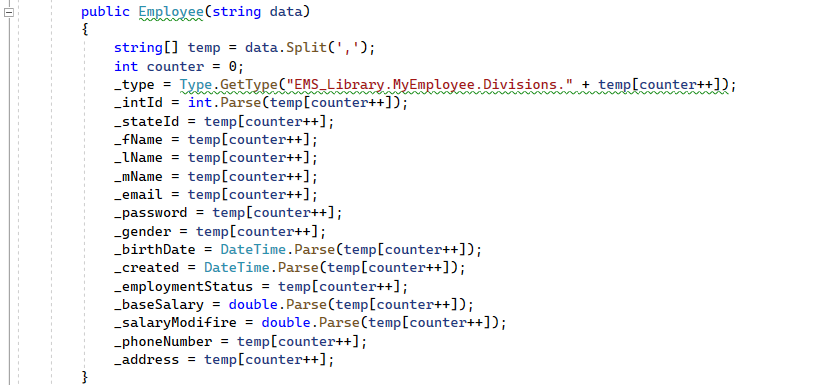 public Employee(string data)
{
string[] temp = data.Split(',');
int counter = 0;
_type = Type.GetType("EMS_Library.MyEmployee.Divisions." + temp[counter++]);
_intId = int.Parse(temp[counter++]);
_stateId = temp[counter++];
_fName = temp[counter++];
_lName = temp[counter++];
_mName = temp[counter++];
_email = temp[counter++];
_password = temp[counter++];
_gender = temp[counter++];
_birthDate = DateTime.Parse(temp[counter++]);
_created = DateTime.Parse(temp[counter++]);
_employmentStatus = temp[counter++];
_baseSalary = double.Parse(temp[counter++]);
_salaryModifire = double.Parse(temp[counter++]);
_phoneNumber = temp[counter++];
_address = temp[counter++];
}